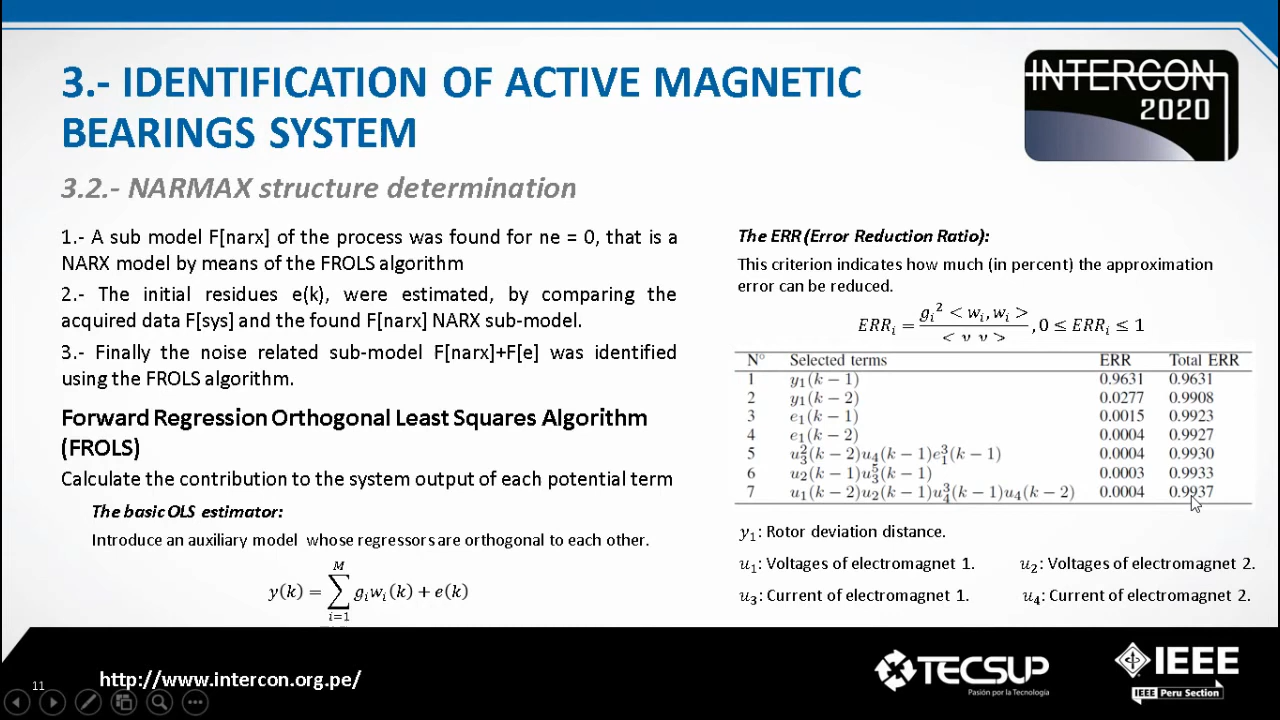 3.- IDENTIFICATION OF ACTIVE MAGNETIC
BEARINGS SYSTEM
INTERCON
2020
3.2.- NARMAX structure determination
1.- A sub model F[narx] of the process was found for ne = 0, that is a
NARX model by means of the FROLS algorithm
2.- The initial residues e(k), were estimated, by comparing the
acquired data F[sys] and the found F[narx] NARX sub-model.
3.- Finally the noise related sub-model F[narx]+F[e] was identified
using the FROLS algorithm.
Forward Regression Orthogonal Least Squares Algorithm
(FROLS)
Calculate the contribution to the system output of each potential term
The basic OLS estimator:
Introduce an auxiliary model whose regressors are orthogonal to each other.
y(k) = ∑_{i=1}^{M} g_i w_i(k) + e(k)
The ERR (Error Reduction Ratio):
This criterion indicates how much (in percent) the approximation
error can be reduced.
ERR_i = g_i² < w_i, w_i > / < υ υ > , 0 ≤ ERR_i ≤ 1
N° Selected terms ERR Total ERR
1 y₁(k − 1) 0.9631 0.9631
2 y₁(k − 2) 0.0277 0.9908
3 e₁(k − 1) 0.0015 0.9923
4 e₁(k − 2) 0.0004 0.9927
5 u₃²(k − 2)u₄(k − 1)e₁³(k − 1) 0.0004 0.9930
6 u₂(k − 1)u₃⁵(k − 1) 0.0003 0.9933
7 u₁(k − 2)u₂(k − 1)u₄³(k − 1)u₄(k − 2) 0.0004 0.9937
y₁: Rotor deviation distance.
u₁: Voltages of electromagnet 1. u₂: Voltages of electromagnet 2.
u₃: Current of electromagnet 1. u₄: Current of electromagnet 2.
11
http://www.intercon.org.pe/
TECSUP
Pasión por la Tecnología
IEEE
IEEE Peru Section